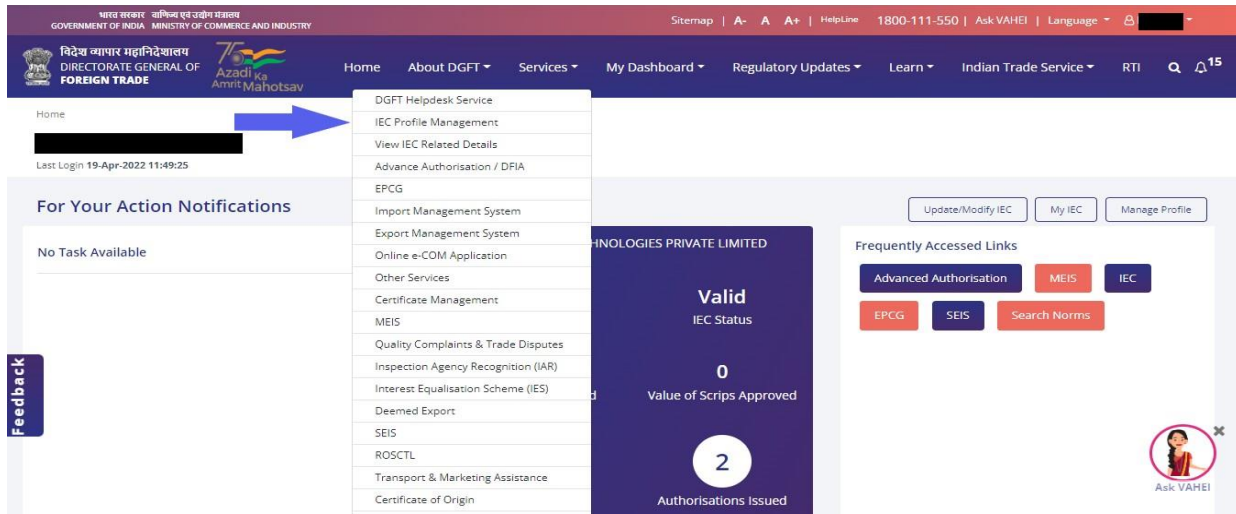 भारत सरकार वाणिज्य एवं उद्योग मंत्रालय
GOVERNMENT OF INDIA MINISTRY OF COMMERCE AND INDUSTRY
Sitemap | A- A A+ | HelpLine 1800-111-550 | Ask VAHEI | Language
विदेश व्यापार महानिदेशालय
DIRECTORATE GENERAL OF
FOREIGN TRADE
75
Azadi Ka
Amrit Mahotsav
Home About DGFT Services My Dashboard Regulatory Updates Learn Indian Trade Service RTI 15
Home
Last Login 19-Apr-2022 11:49:25
DGFT Helpdesk Service
IEC Profile Management
View IEC Related Details
Advance Authorisation / DFIA
EPCG
Import Management System
Export Management System
Online e-COM Application
Other Services
Certificate Management
MEIS
Quality Complaints & Trade Disputes
Inspection Agency Recognition (IAR)
Interest Equalisation Scheme (IES)
Deemed Export
SEIS
ROSCTL
Transport & Marketing Assistance
Certificate of Origin
For Your Action Notifications
Update/Modify IEC My IEC Manage Profile
No Task Available
HNOLOGIES PRIVATE LIMITED
Valid
IEC Status
0
d Value of Scrips Approved
2
Authorisations Issued
Frequently Accessed Links
Advanced Authorisation MEIS IEC
EPCG SEIS Search Norms
Feedback
Ask VAHEI